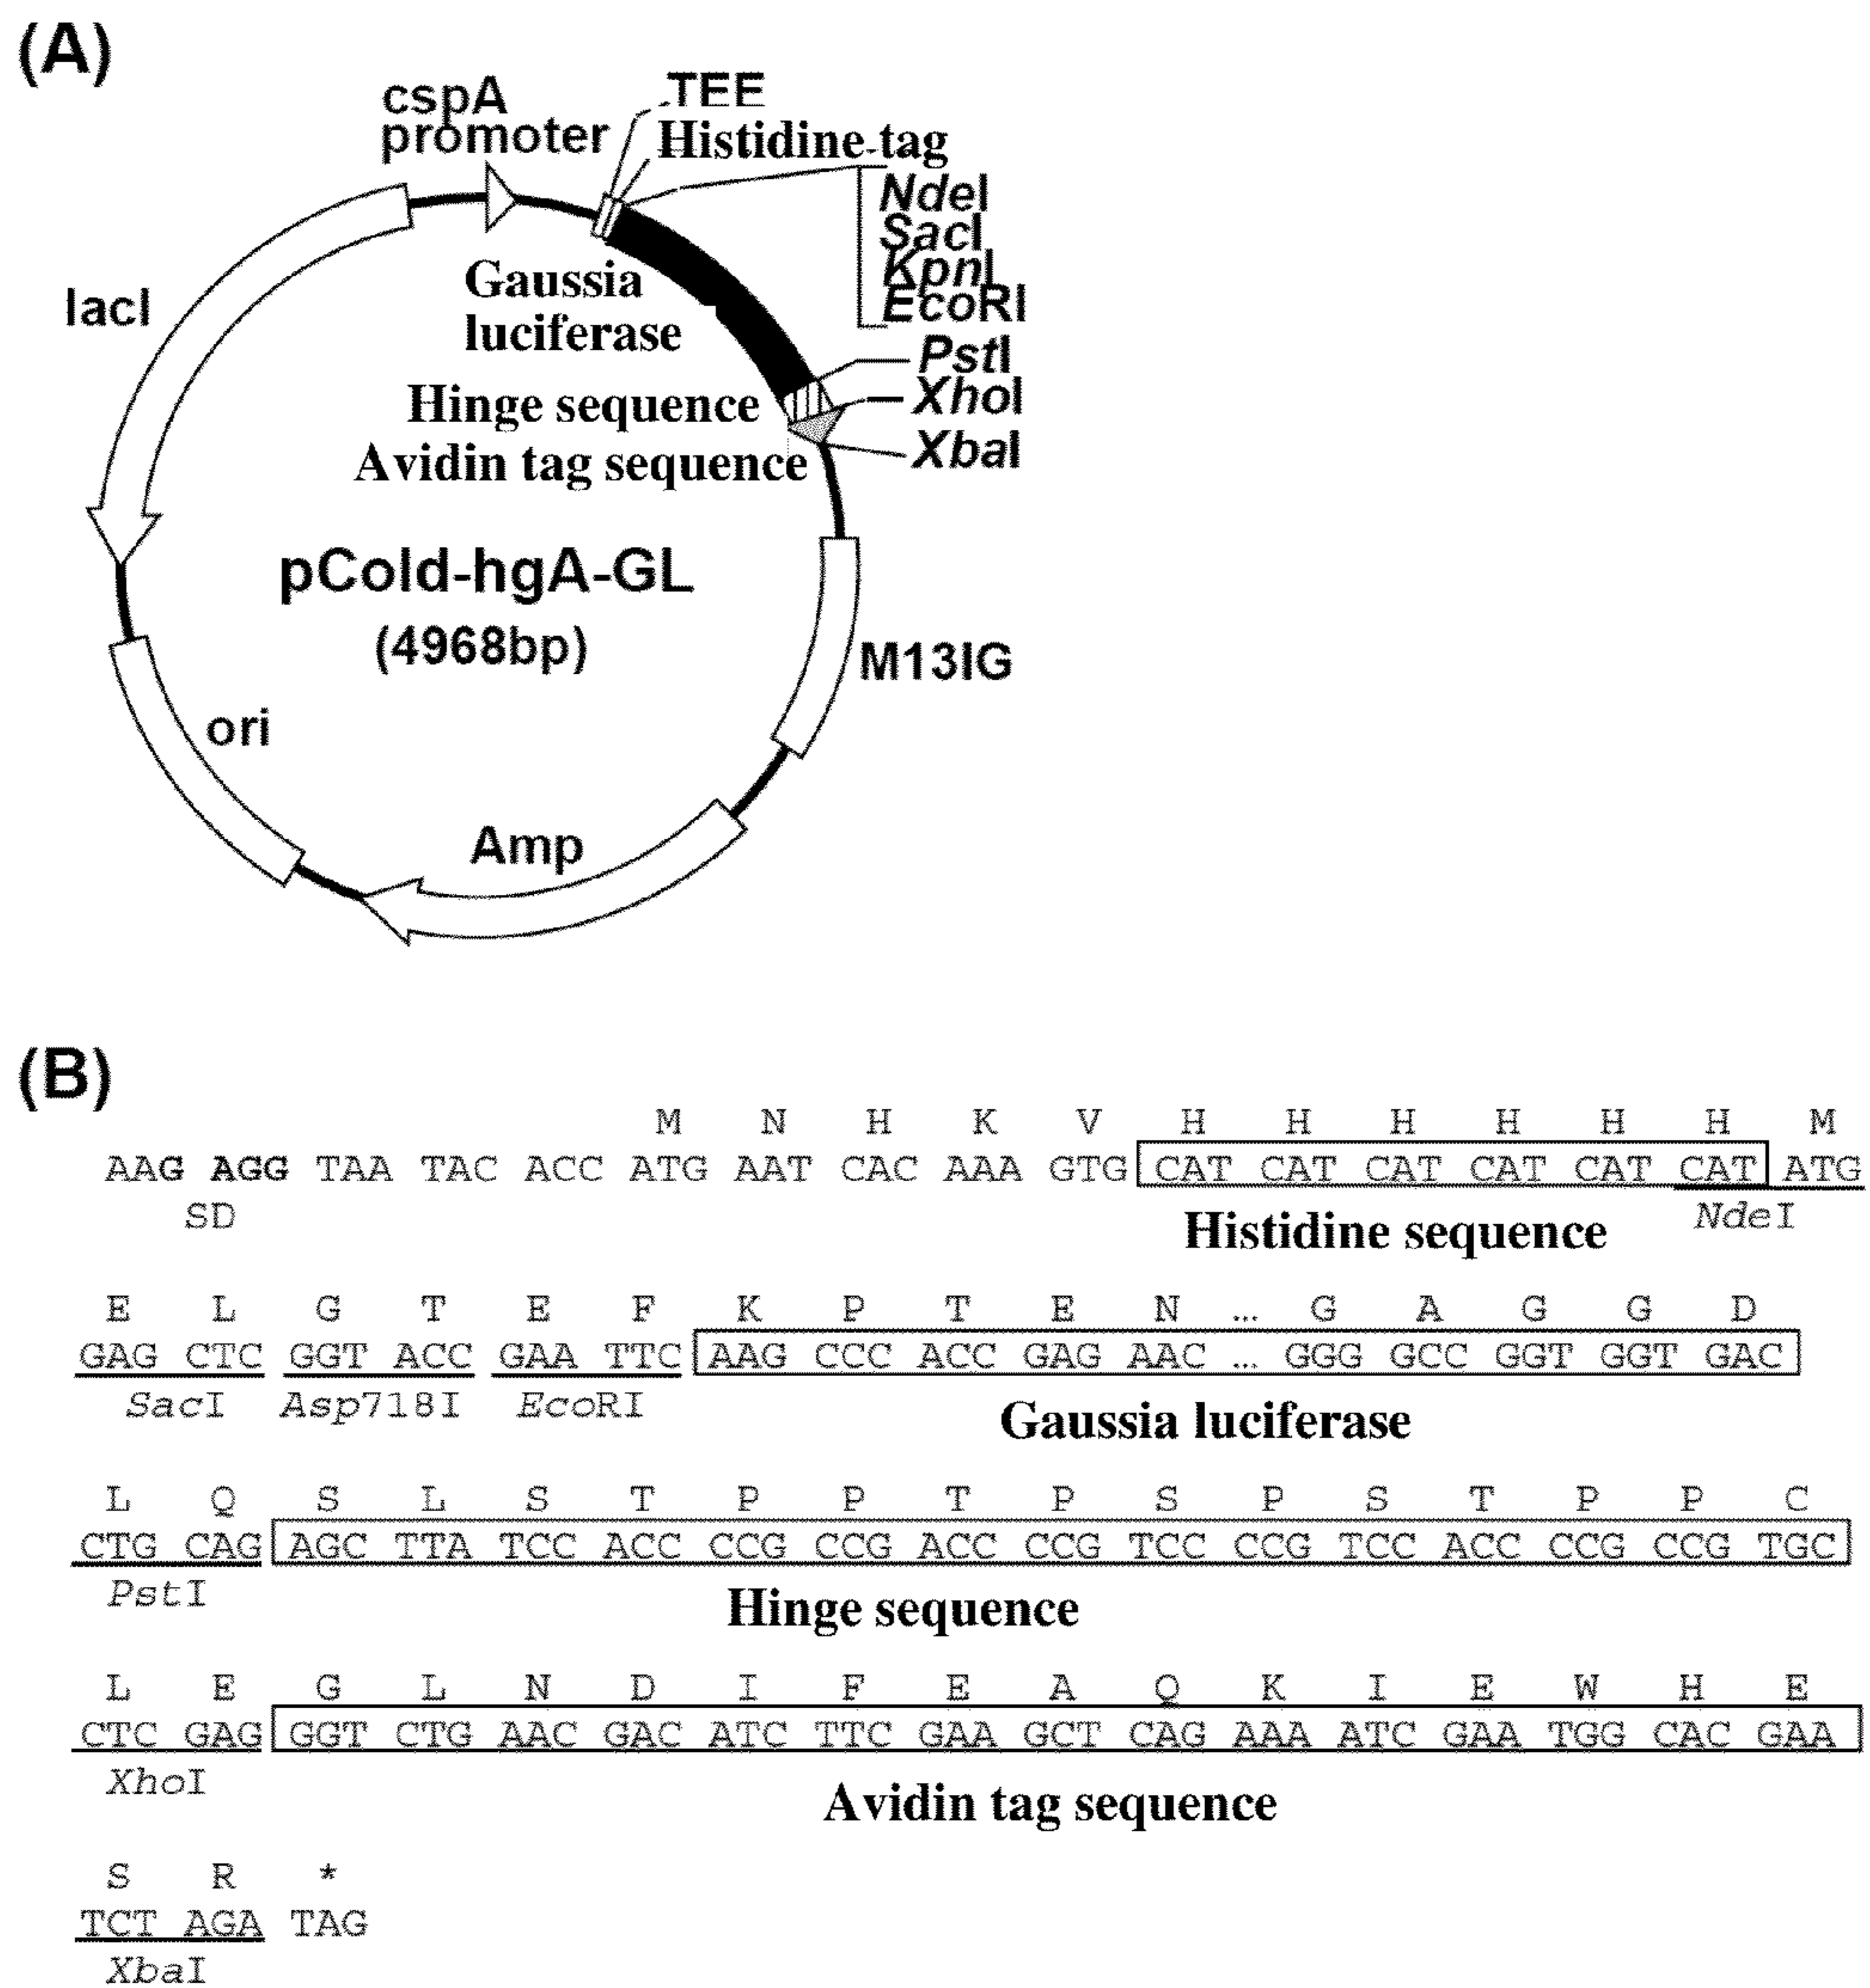 (A)
cspA
promoter
TEE
Histidine tag
NdeI
SacI
KpnI
EcoRI
PstI
XhoI
XbaI
lacI
Gaussia
luciferase
Hinge sequence
Avidin tag sequence
pCold-hgA-GL
(4968bp)
M13IG
ori
Amp
(B)
M N H K V H H H H H H M
AAG AGG TAA TAC ACC ATG AAT CAC AAA GTG CAT CAT CAT CAT CAT CAT ATG
SD
Histidine sequence
NdeI
E L G T E F K P T E N ... G A G G D
GAG CTC GGT ACC GAA TTC AAG CCC ACC GAG AAC ... GGG GCC GGT GGT GAC
SacI Asp718I EcoRI
Gaussia luciferase
L Q S L S T P P T P S P S T P P C
CTG CAG AGC TTA TCC ACC CCG CCG ACC CCG TCC CCG TCC ACC CCG CCG TGC
PstI
Hinge sequence
L E G L N D I F E A Q K I E W H E
CTC GAG GGT CTG AAC GAC ATC TTC GAA GCT CAG AAA ATC GAA TGG CAC GAA
XhoI
Avidin tag sequence
S R *
TCT AGA TAG
XbaI